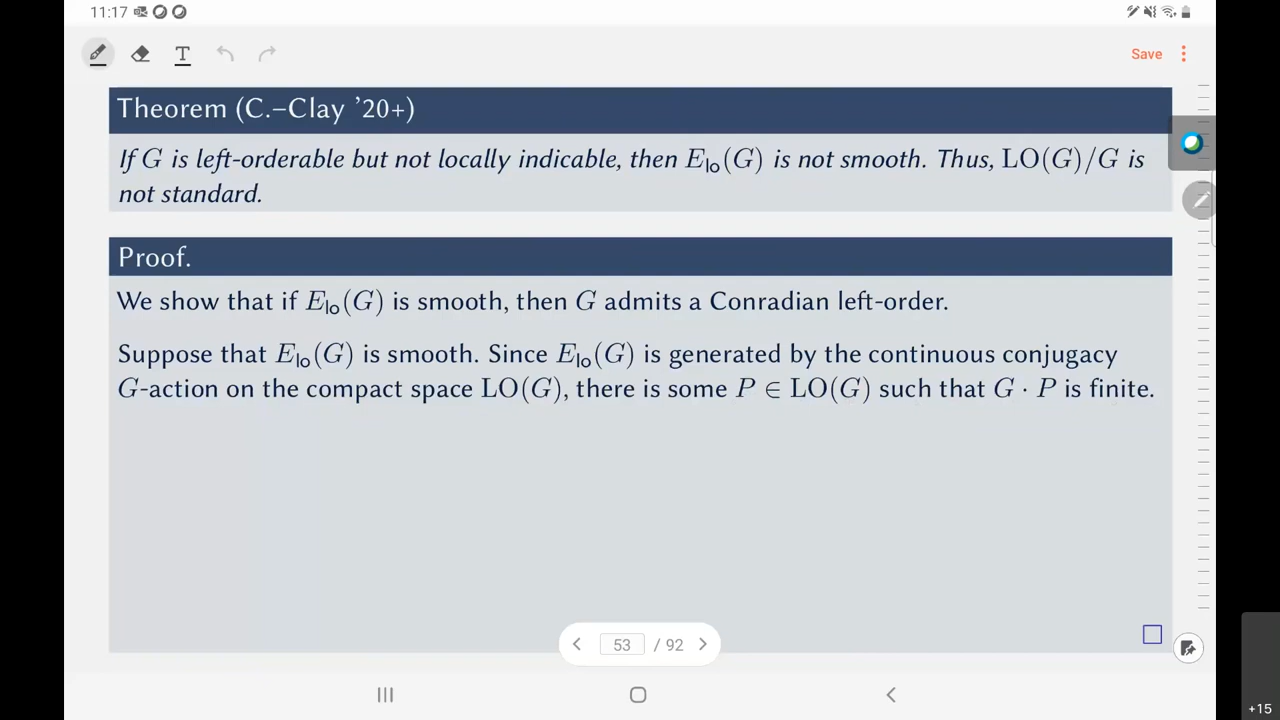 11:17
Save
Theorem (C.–Clay ’20+)
If G is left-orderable but not locally indicable, then E_lo(G) is not smooth. Thus, LO(G)/G is
not standard.
Proof.
We show that if E_lo(G) is smooth, then G admits a Conradian left-order.
Suppose that E_lo(G) is smooth. Since E_lo(G) is generated by the continuous conjugacy
G-action on the compact space LO(G), there is some P ∈ LO(G) such that G · P is finite.
53 / 92
+15